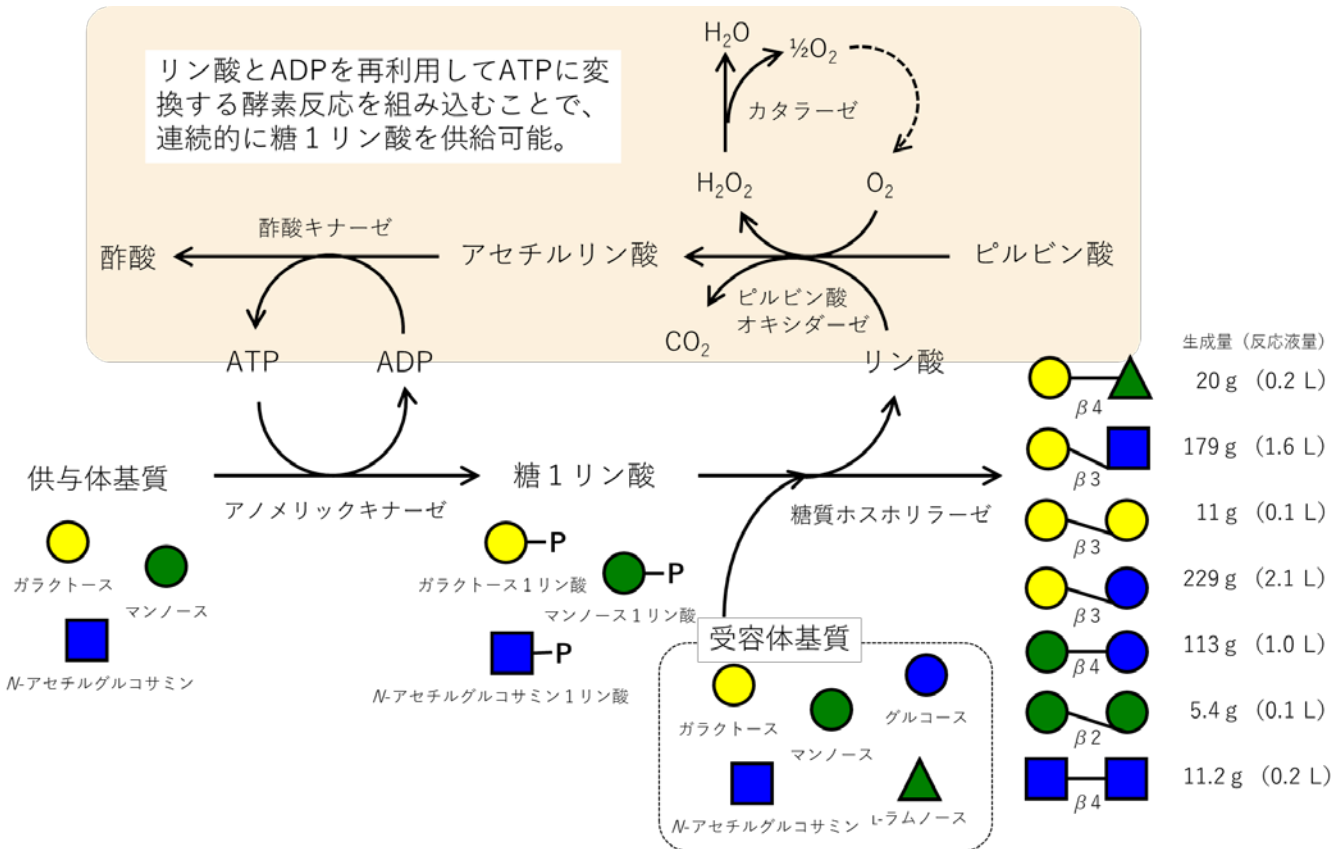 リン酸とADPを再利用してATPに変
換する酵素反応を組み込むことで、
連続的に糖１リン酸を供給可能。
H₂O
½O₂
カタラーゼ
H₂O₂
O₂
酢酸
酢酸キナーゼ
アセチルリン酸
ピルビン酸
ピルビン酸
オキシダーゼ
CO₂
ATP
ADP
リン酸
供与体基質
アノメリックキナーゼ
糖１リン酸
糖質ホスホリラーゼ
ガラクトース
マンノース
N-アセチルグルコサミン
P
ガラクトース１リン酸
P
マンノース１リン酸
P
N-アセチルグルコサミン１リン酸
受容体基質
ガラクトース
マンノース
グルコース
N-アセチルグルコサミン
L-ラムノース
生成量（反応液量）
β4
20 g （0.2 L）
β3
179 g （1.6 L）
β3
11 g （0.1 L）
β3
229 g （2.1 L）
β4
113 g （1.0 L）
β2
5.4 g （0.1 L）
β4
11.2 g （0.2 L）